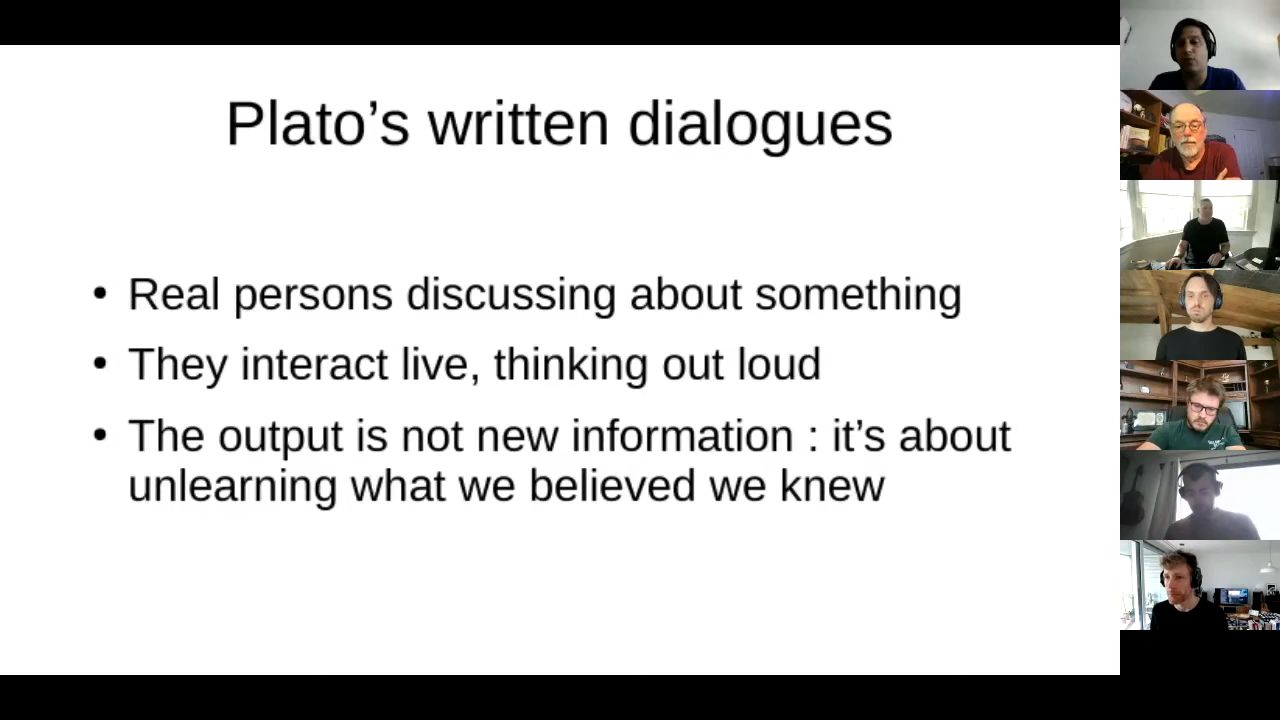 Plato’s written dialogues
• Real persons discussing about something
• They interact live, thinking out loud
• The output is not new information : it’s about
unlearning what we believed we knew